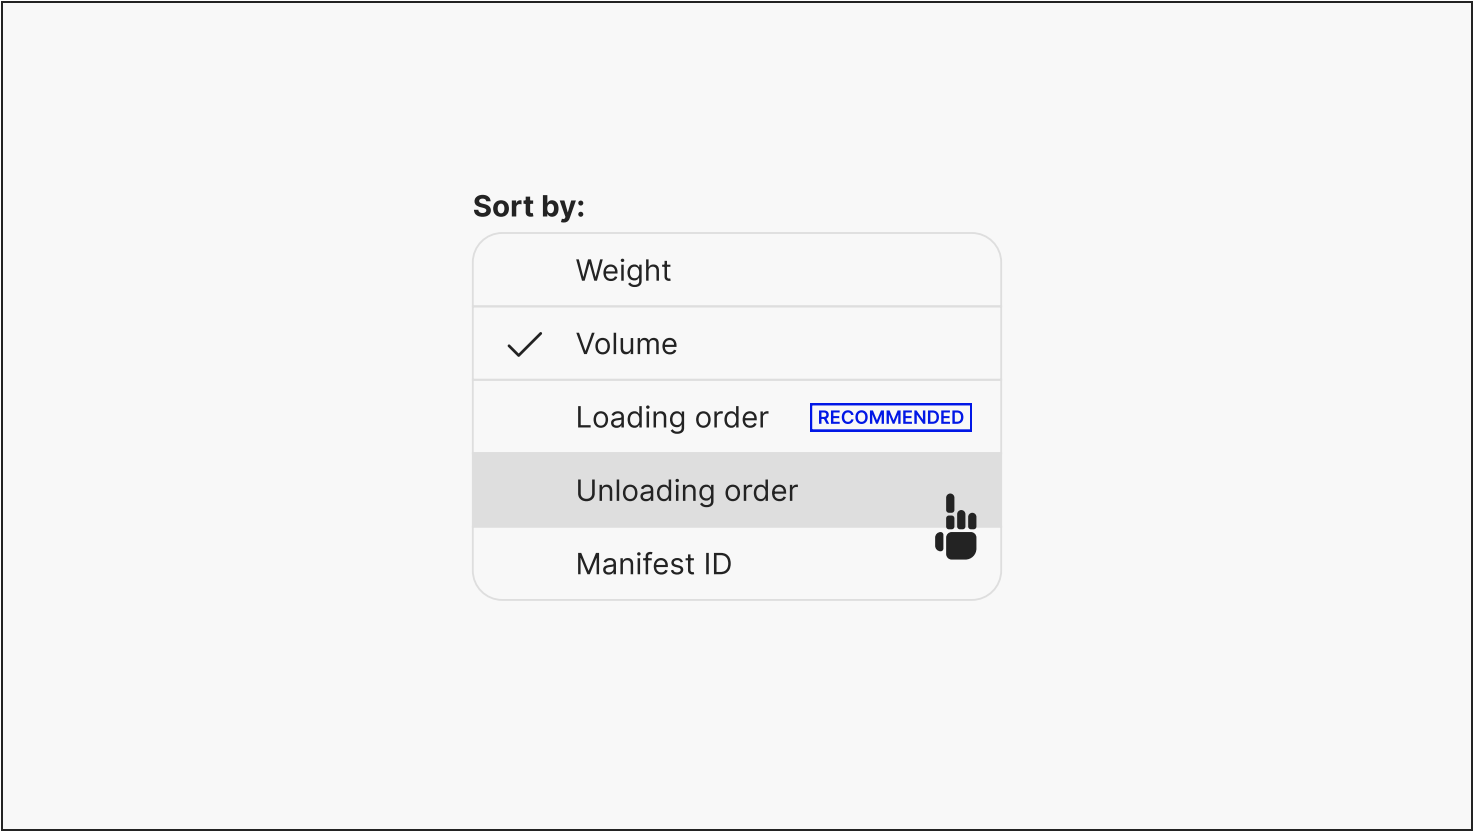 Sort by:
Weight
Volume
Loading order RECOMMENDED
Unloading order
Manifest ID